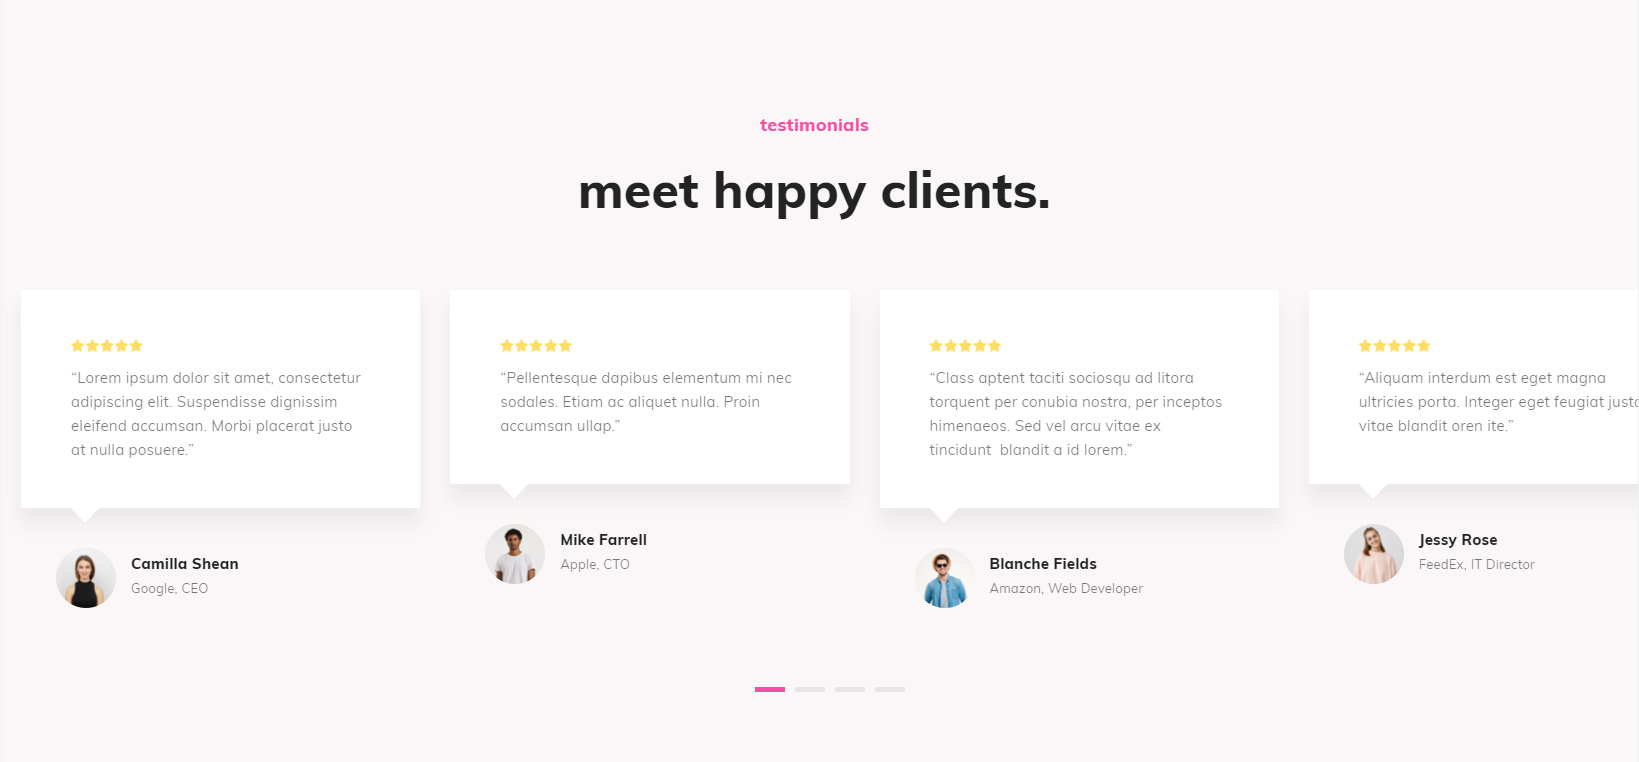 testimonials
meet happy clients.
“Lorem ipsum dolor sit amet, consectetur
adipiscing elit. Suspendisse dignissim
eleifend accumsan. Morbi placerat justo
at nulla posuere.”
Camilla Shean
Google, CEO
“Pellentesque dapibus elementum mi nec
sodales. Etiam ac aliquet nulla. Proin
accumsan ullap.”
Mike Farrell
Apple, CTO
“Class aptent taciti sociosqu ad litora
torquent per conubia nostra, per inceptos
himenaeos. Sed vel arcu vitae ex
tincidunt  blandit a id lorem.”
Blanche Fields
Amazon, Web Developer
“Aliquam interdum est eget magna
ultricies porta. Integer eget feugiat justo
vitae blandit oren ite.”
Jessy Rose
FeedEx, IT Director